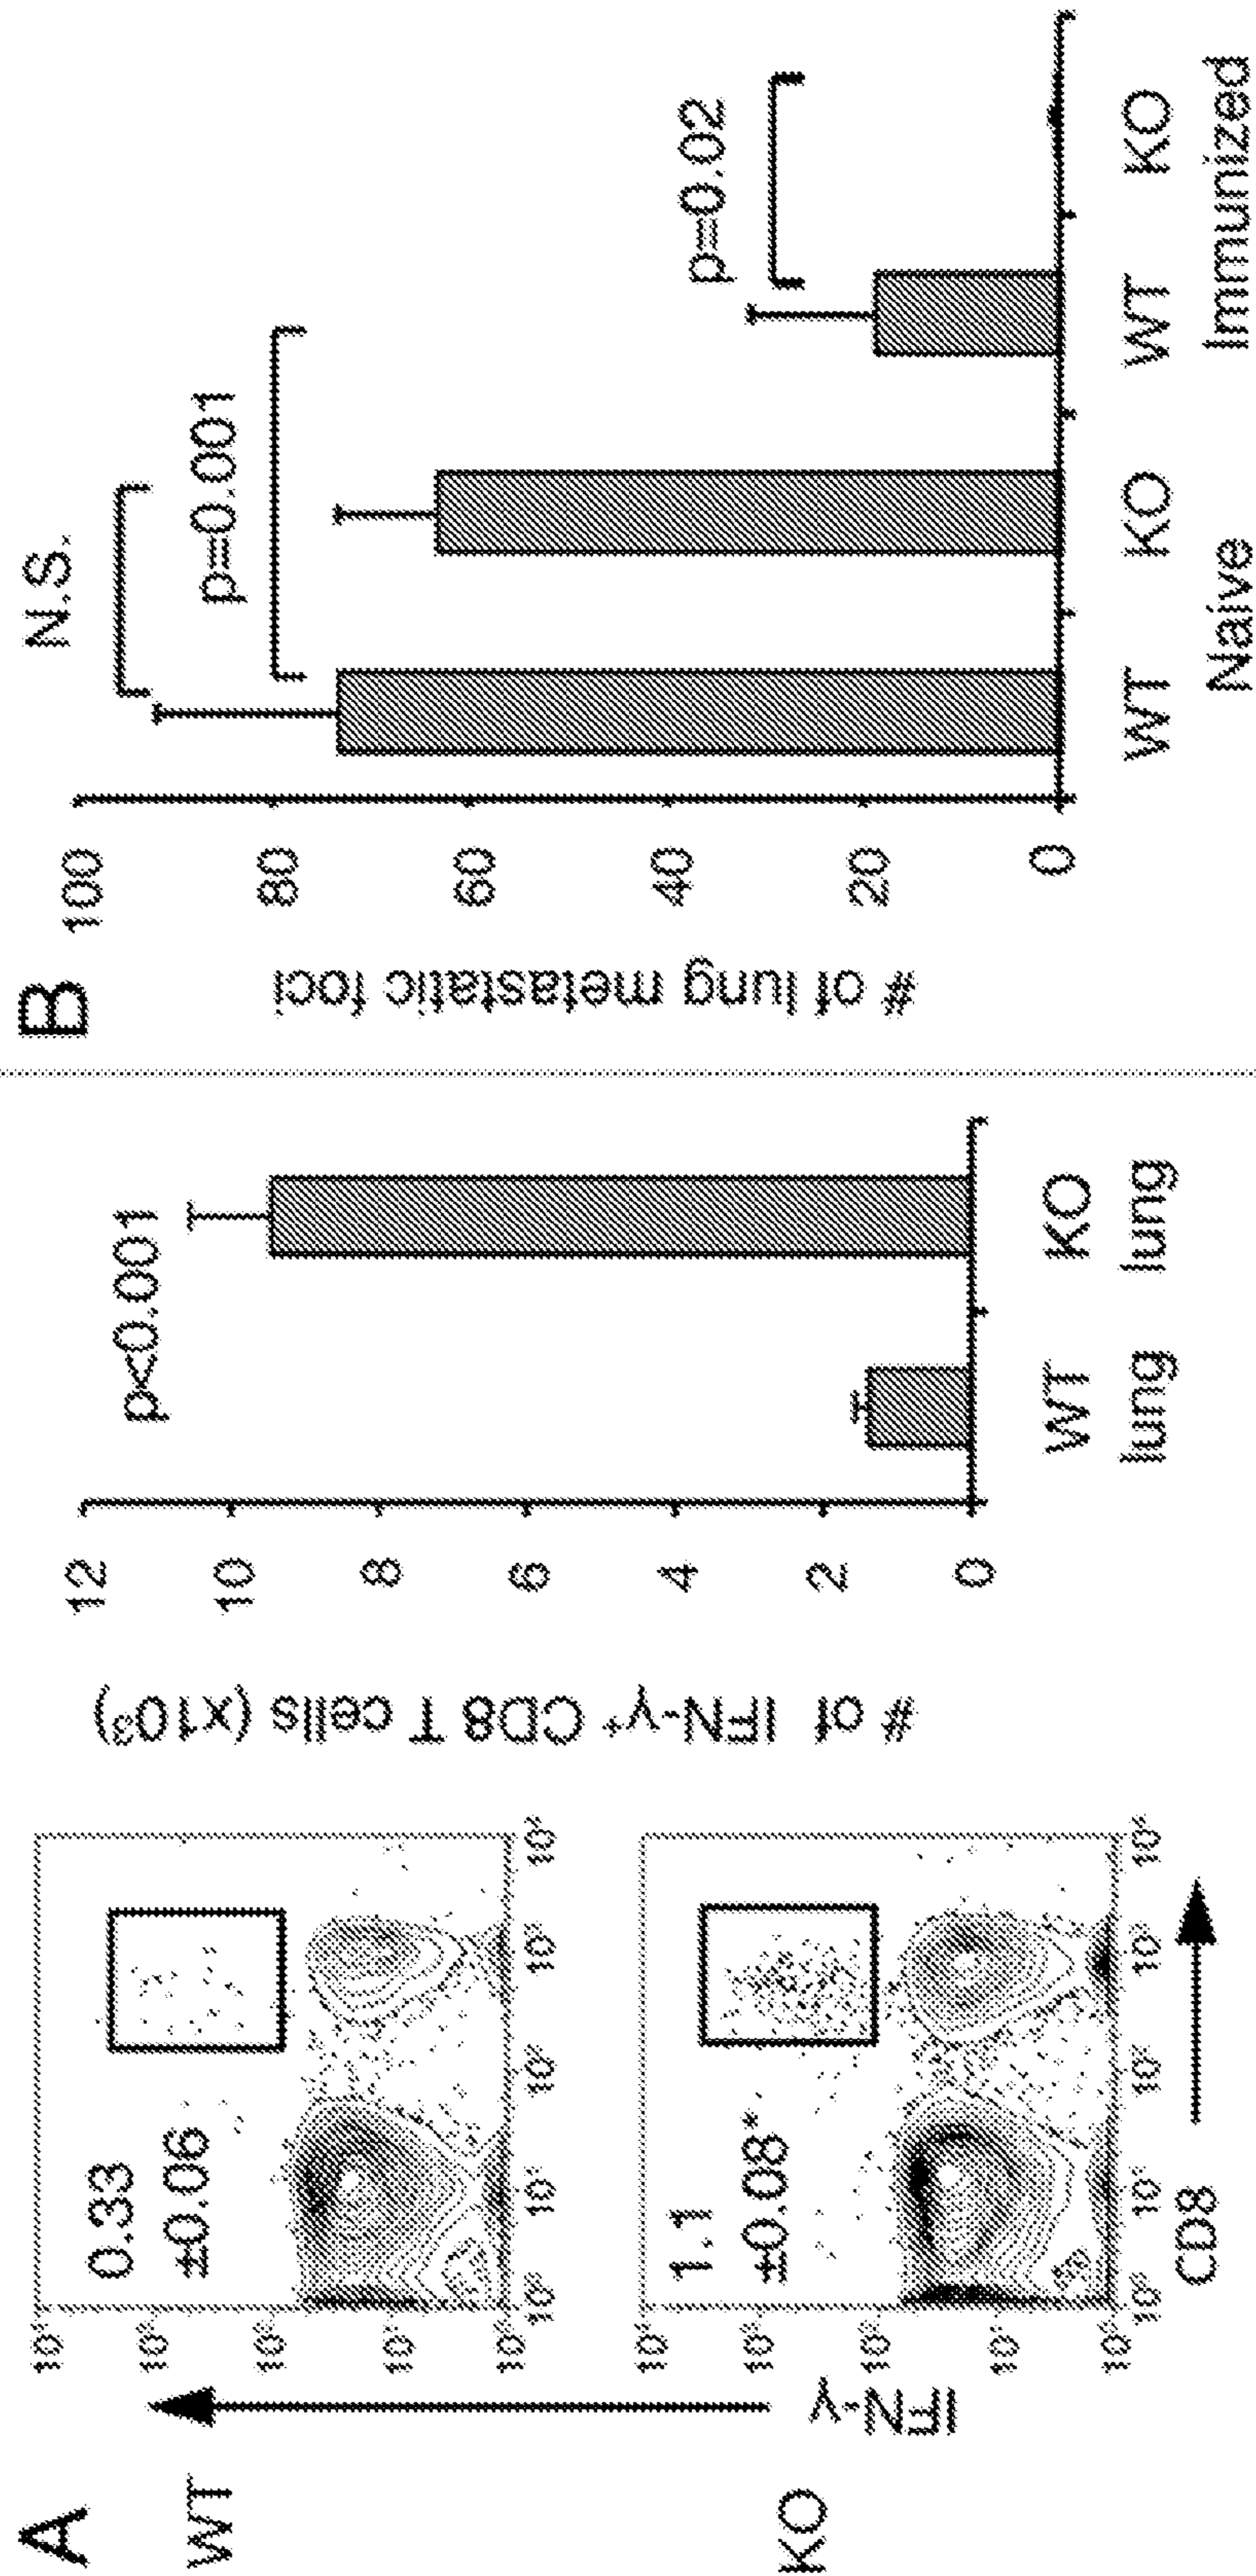 A
WT
0.33
±0.06
KO
1.1
±0.08*
IFN-γ
CD8
# of IFN-γ⁺ CD8 T cells (x10³)
12
10
8
6
4
2
0
p<0.001
WT
lung
KO
lung
B
# of lung metastatic foci
100
80
60
40
20
0
N.S.
p=0.001
p=0.02
WT
KO
WT
KO
Naive
Immunized